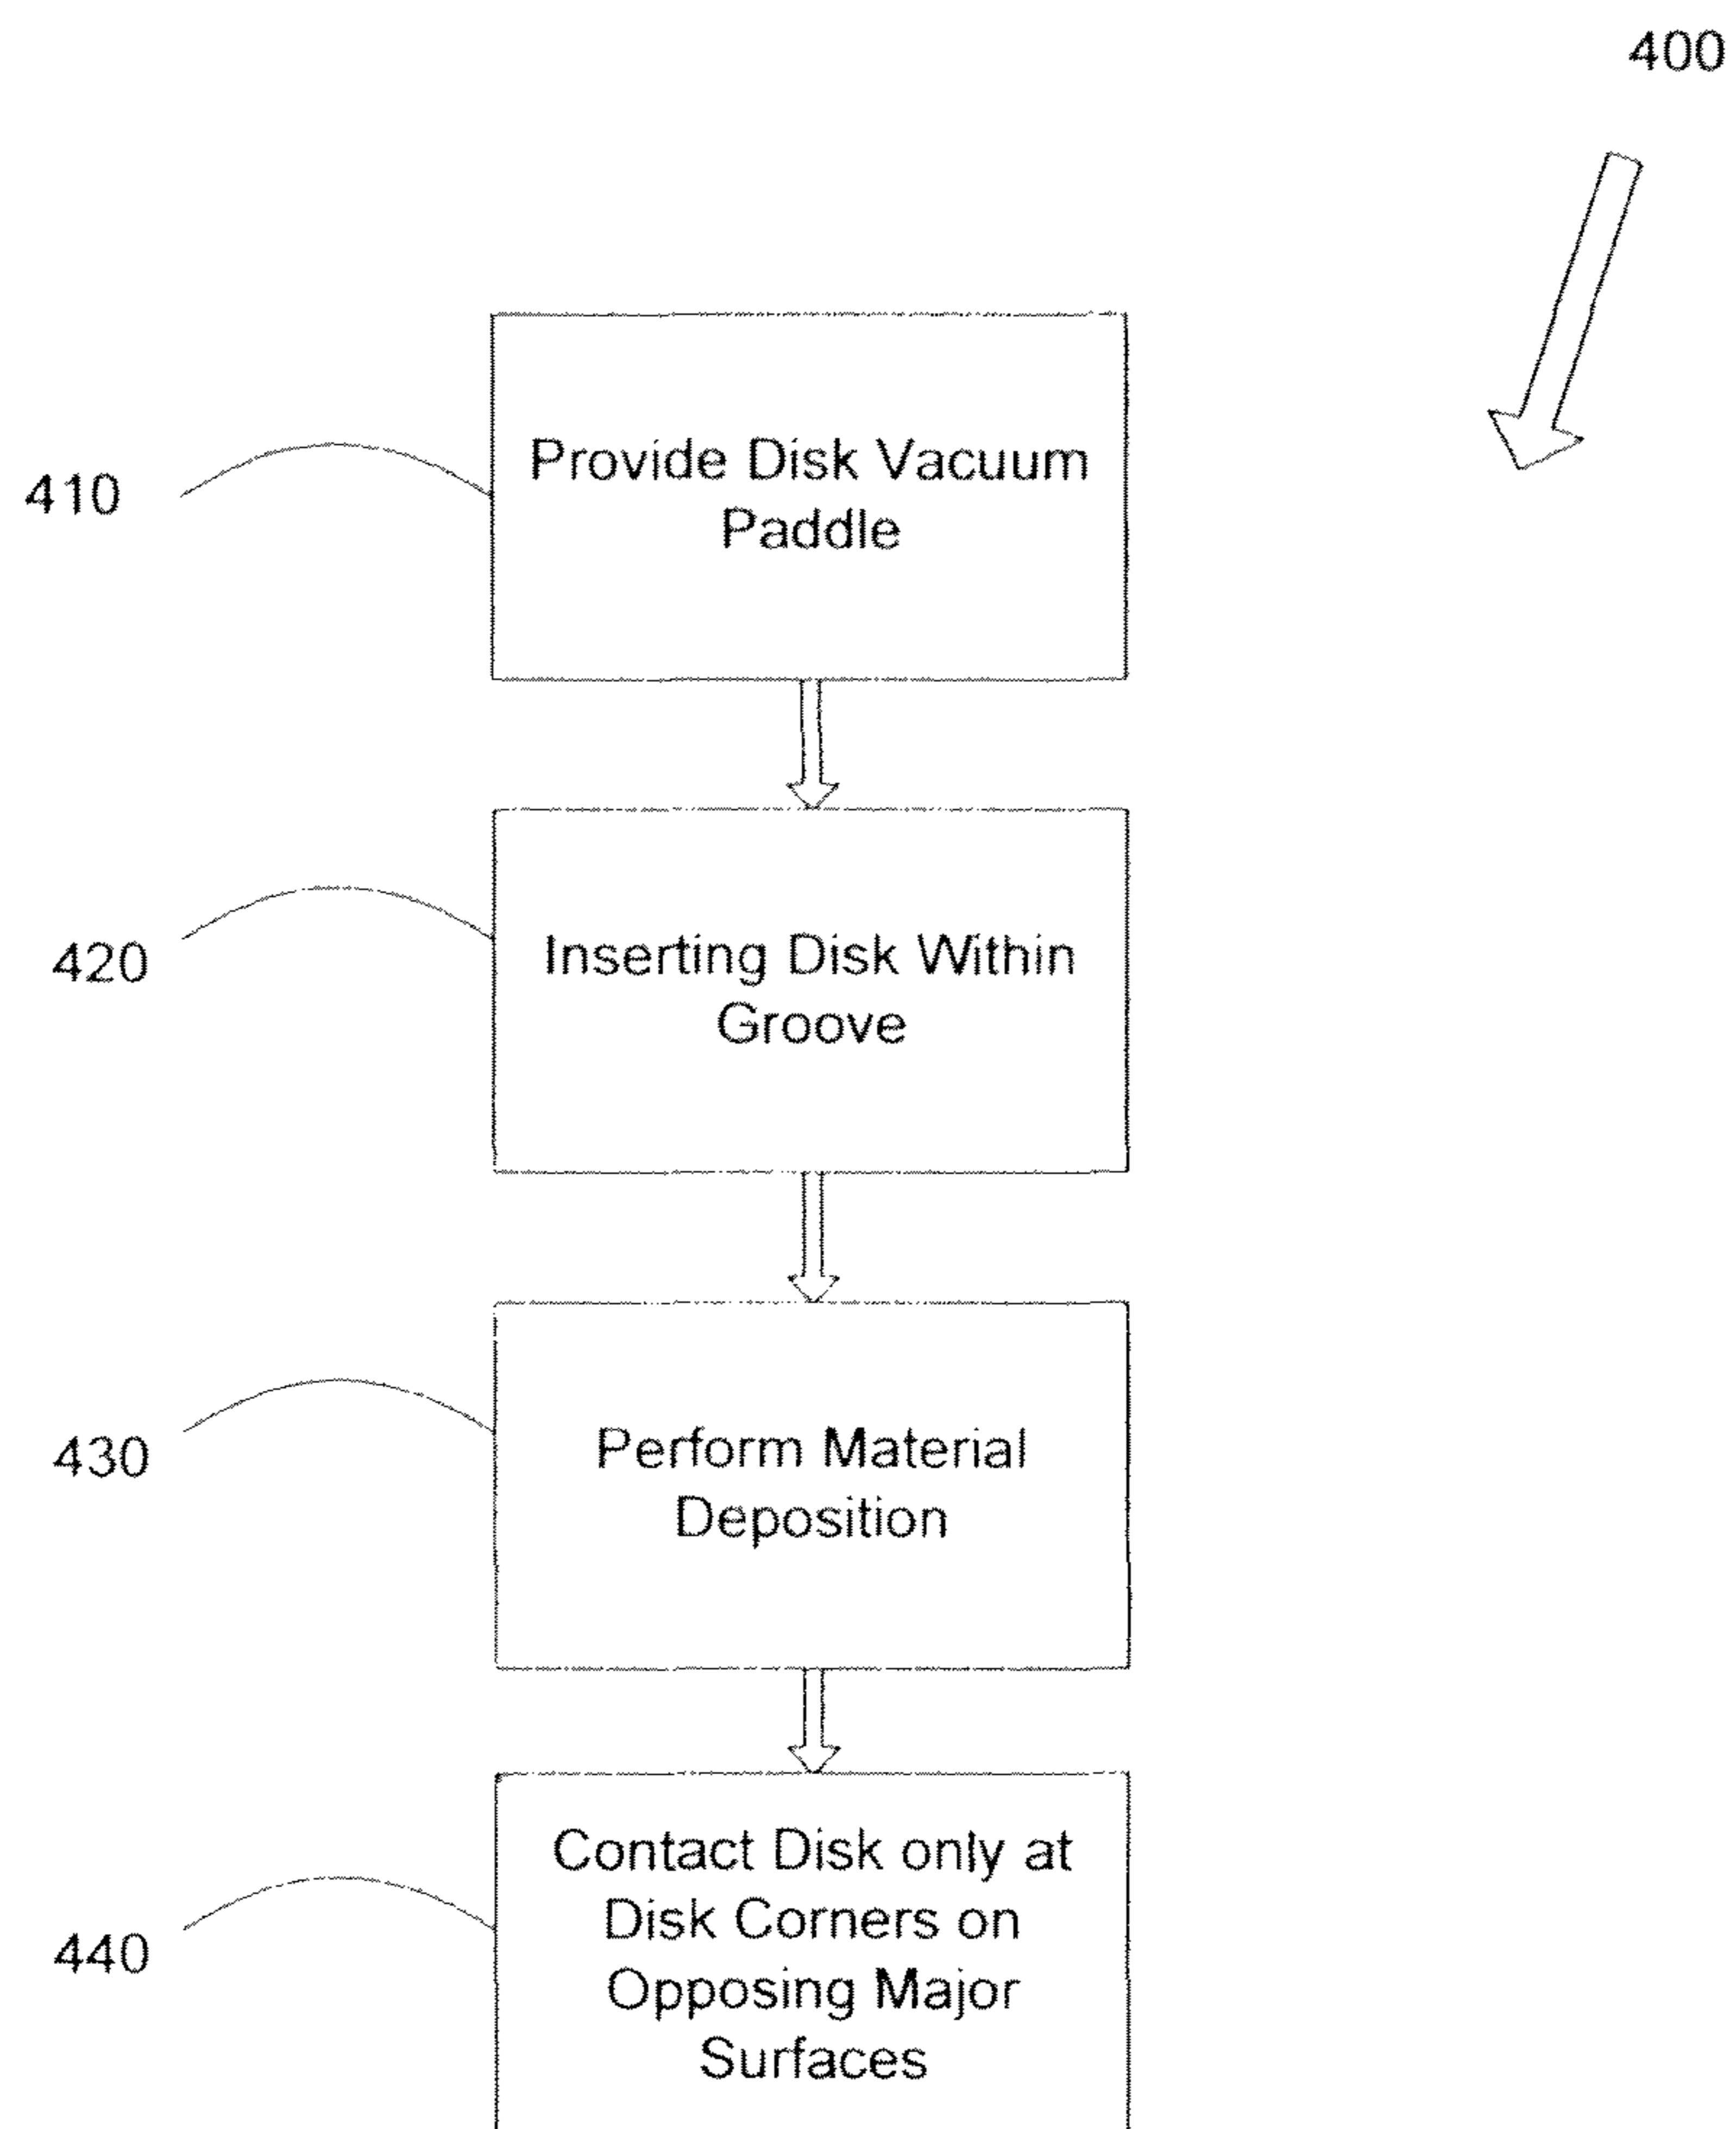 400
410
Provide Disk Vacuum
Paddle
420
Inserting Disk Within
Groove
430
Perform Material
Deposition
440
Contact Disk only at
Disk Corners on
Opposing Major
Surfaces